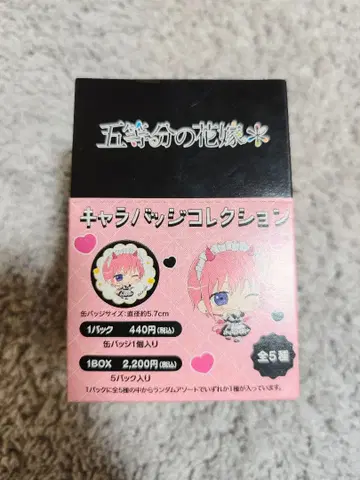 五等分の花嫁＊
キャラバッジコレクション
缶バッジサイズ:直径約5.7cm
1パック 440円(税込)
缶バッジ1個入り
1BOX 2,200円(税込)
5パック入り
全5種
1パックに全5種の中からランダムアソートでいずれか1種が入っています。